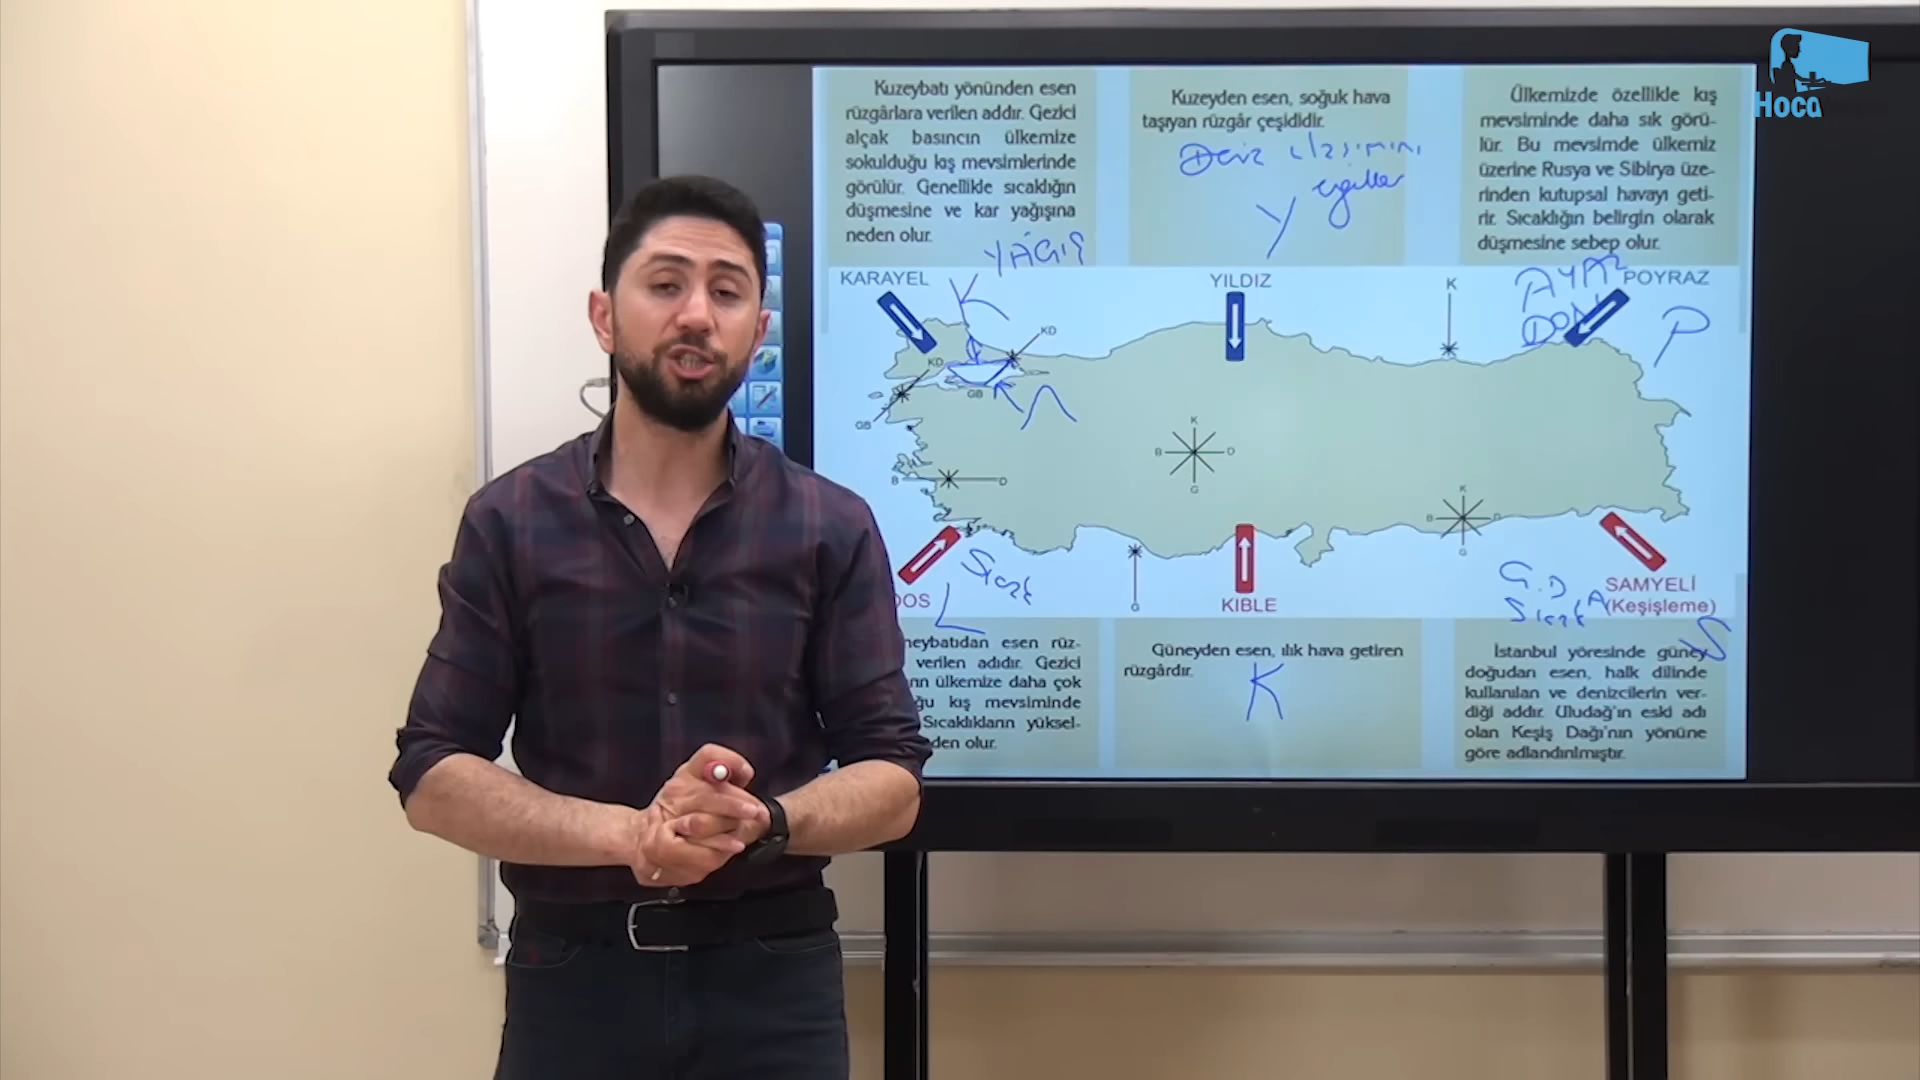 Hoca
Kuzeybatı yönünden esen
rüzgârlara verilen addır. Gezici
alçak basıncın ülkemize
sokulduğu kış mevsimlerinde
görülür. Genellikle sıcaklığın
düşmesine ve kar yağışına
neden olur.
Kuzeyden esen, soğuk hava
taşıyan rüzgâr çeşididir.
Deniz
Y
Ülkemizde özellikle kış
mevsiminde daha sık görü-
lür. Bu mevsimde ülkemiz
üzerine Rusya ve Sibirya üze-
rinden kutupsal havayı geti-
rir. Sıcaklığın belirgin olarak
düşmesine sebep olur.
YAĞIŞ
KARAYEL
K
YILDIZ
K
AYAZ
DON
POYRAZ
P
KD
KD
GB
GB
K
B
D
G
B
D
K
B
D
G
G
Sıcak
L
DOS
KIBLE
G.D
Sıcak
SAMYELİ
(Keşişleme)
S
neybatıdan esen rüz-
verilen adıdır. Gezici
ülkemize daha çok
ğu kış mevsiminde
Sıcaklıkların yüksel-
den olur.
Güneyden esen, ılık hava getiren
rüzgârdır.
K
İstanbul yöresinde güney
doğudan esen, halk dilinde
kullanılan ve denizcilerin ver-
diği addır. Uludağ'ın eski adı
olan Keşiş Dağı'nın yönüne
göre adlandırılmıştır.